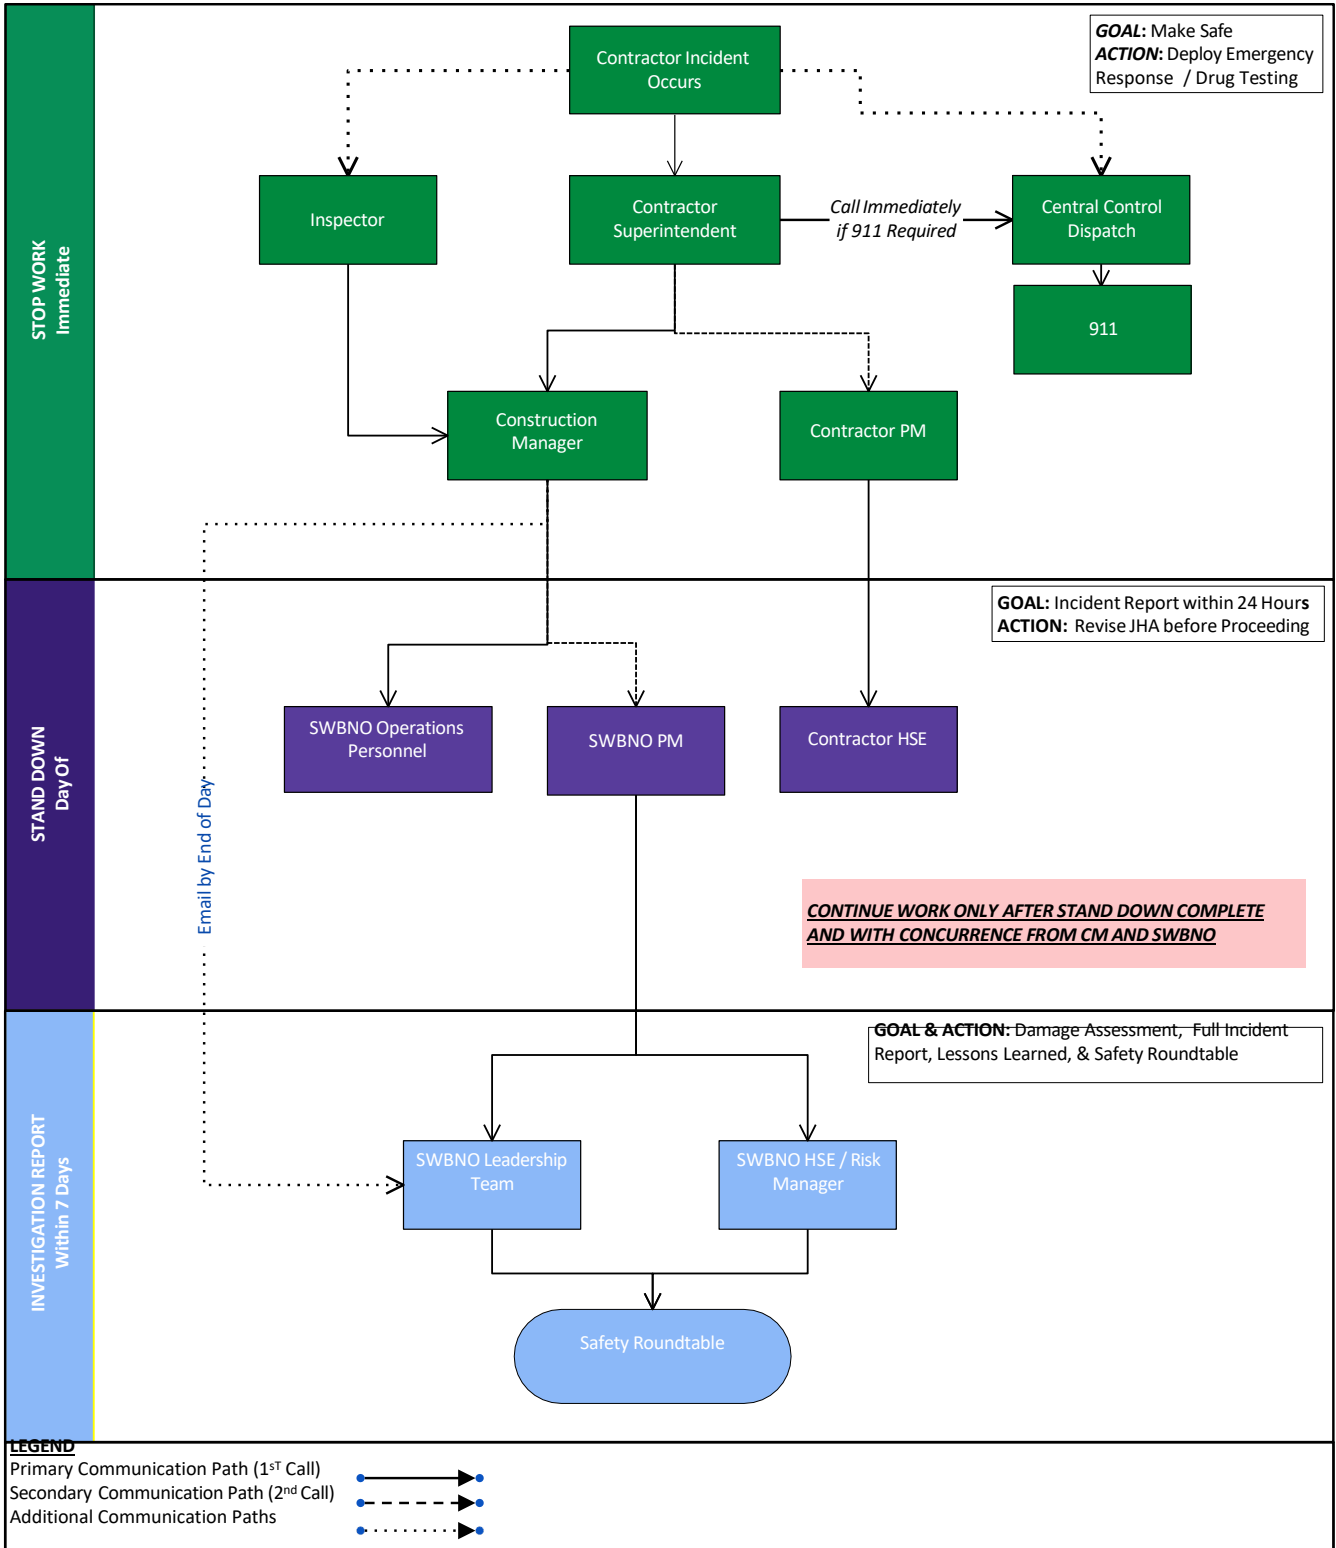 GOAL: Make Safe
ACTION: Deploy Emergency
Response / Drug Testing
Contractor Incident
Occurs
Inspector
Contractor
Superintendent
Call Immediately
if 911 Required
Central Control
Dispatch
911
STOP WORK
Immediate
Construction
Manager
Contractor PM
GOAL: Incident Report within 24 Hours
ACTION: Revise JHA before Proceeding
SWBNO Operations
Personnel
SWBNO PM
Contractor HSE
STAND DOWN
Day Of
Email by End of Day
CONTINUE WORK ONLY AFTER STAND DOWN COMPLETE
AND WITH CONCURRENCE FROM CM AND SWBNO
GOAL & ACTION: Damage Assessment, Full Incident
Report, Lessons Learned, & Safety Roundtable
INVESTIGATION REPORT
Within 7 Days
SWBNO Leadership
Team
SWBNO HSE / Risk
Manager
Safety Roundtable
LEGEND
Primary Communication Path (1sT Call)
Secondary Communication Path (2nd Call)
Additional Communication Paths